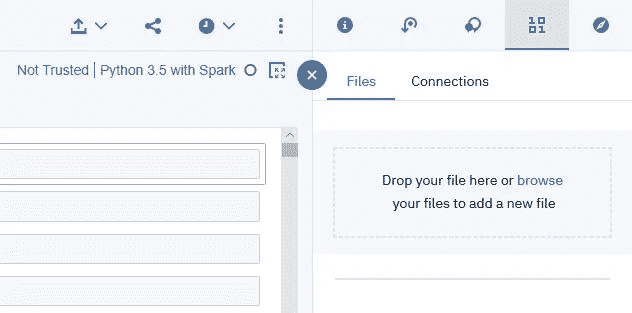 Not Trusted | Python 3.5 with Spark
Files Connections
Drop your file here or browse
your files to add a new file